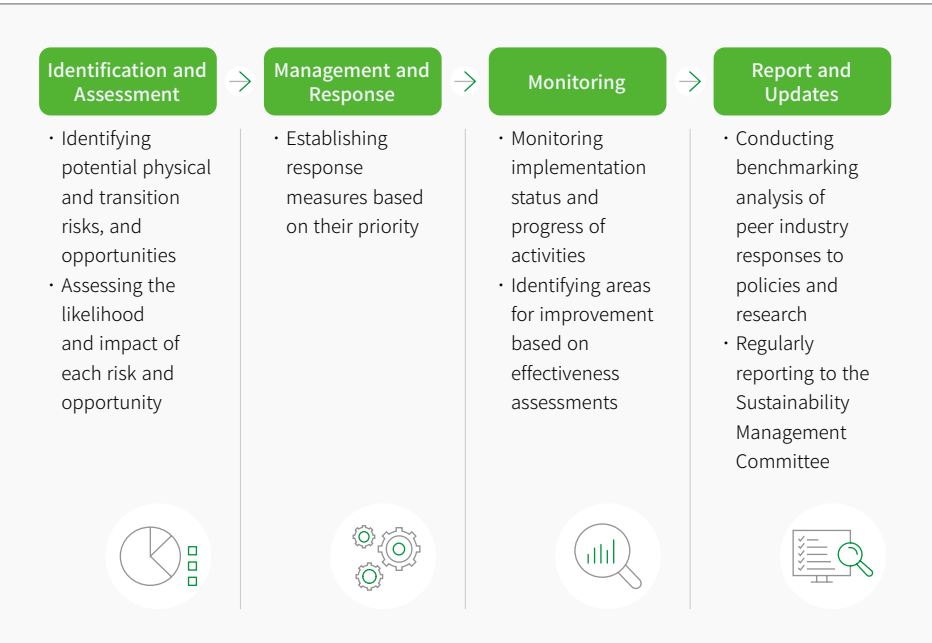 Identification and
Assessment
・Identifying
potential physical
and transition
risks, and
opportunities
・Assessing the
likelihood
and impact of
each risk and
opportunity
Management and
Response
・Establishing
response
measures based
on their priority
Monitoring
・Monitoring
implementation
status and
progress of
activities
・Identifying areas
for improvement
based on
effectiveness
assessments
Report and
Updates
・Conducting
benchmarking
analysis of
peer industry
responses to
policies and
research
・Regularly
reporting to the
Sustainability
Management
Committee